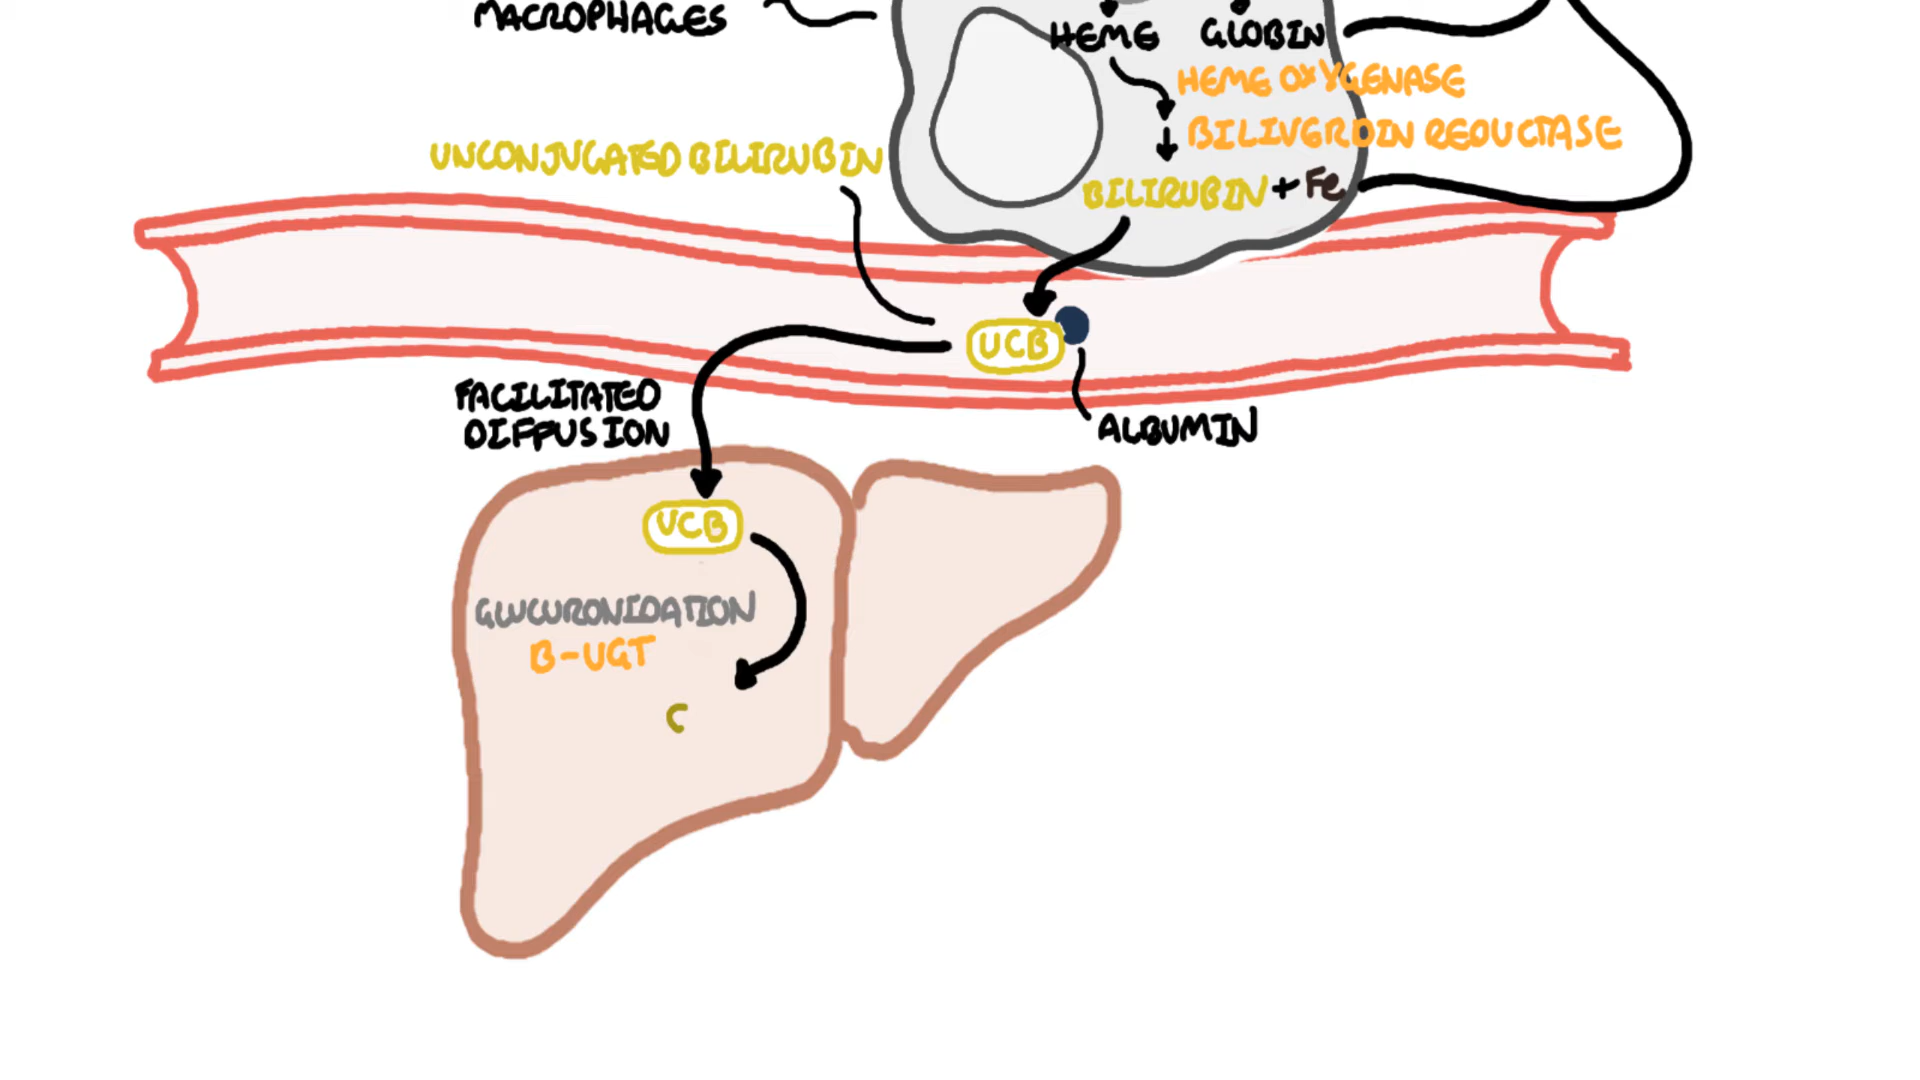 MACROPHAGES
HEME GLOBIN
HEME OXYGENASE
BILIVERDIN REDUCTASE
UNCONJUGATED BILIRUBIN
BILIRUBIN + Fe
UCB
ALBUMIN
FACILITATED
DIFFUSION
UCB
GLUCURONIDATION
B-UGT
C